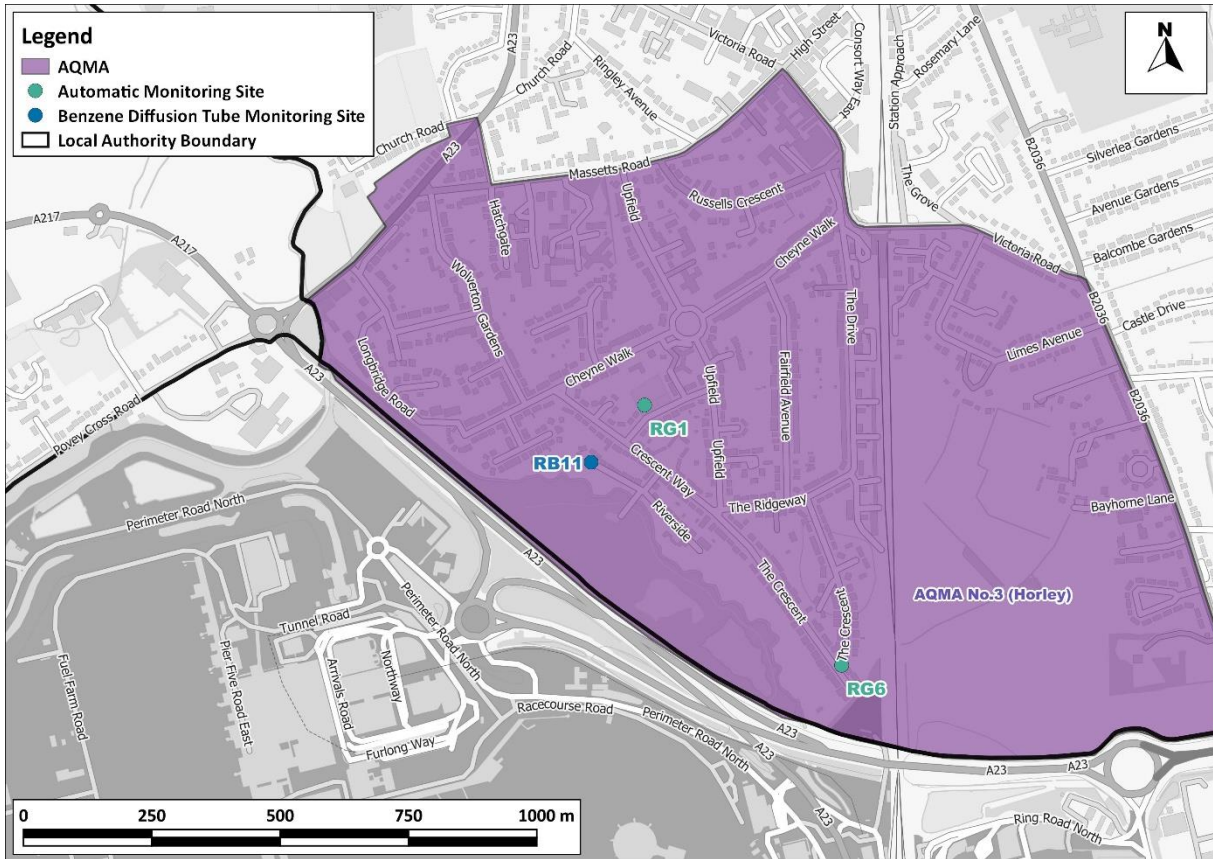 Legend
AQMA
Automatic Monitoring Site
Benzene Diffusion Tube Monitoring Site
Local Authority Boundary
N
A23
Church Road
Ringley Avenue
Victoria Road
High Street
Consort Way East
Station Approach
Rosemary Lane
B2036
Silverlea Gardens
Church Road
A23
Massetts Road
The Grove
Avenue Gardens
A217
A217
Hatchgate
Upfield
Russells Crescent
Cheyne Walk
Victoria Road
Balcombe Gardens
Wolverton Gardens
The Drive
B2036
Castle Drive
Longbridge Road
Cheyne Walk
Upfield
Fairfield Avenue
Limes Avenue
A23
Povey Cross Road
RG1
B2036
RB11
Crescent Way
Upfield
Perimeter Road North
Riverside
The Ridgeway
Bayhorne Lane
A23
The Crescent
The Crescent
AQMA No.3 (Horley)
Tunnel Road
Perimeter Road North
Fuel Farm Road
Pier Five Road East
Arrivals Road
Northway
RG6
Racecourse Road
Perimeter Road North
Furlong Way
A23
A23
A23
A23
A23
Ring Road North
0 250 500 750 1000 m